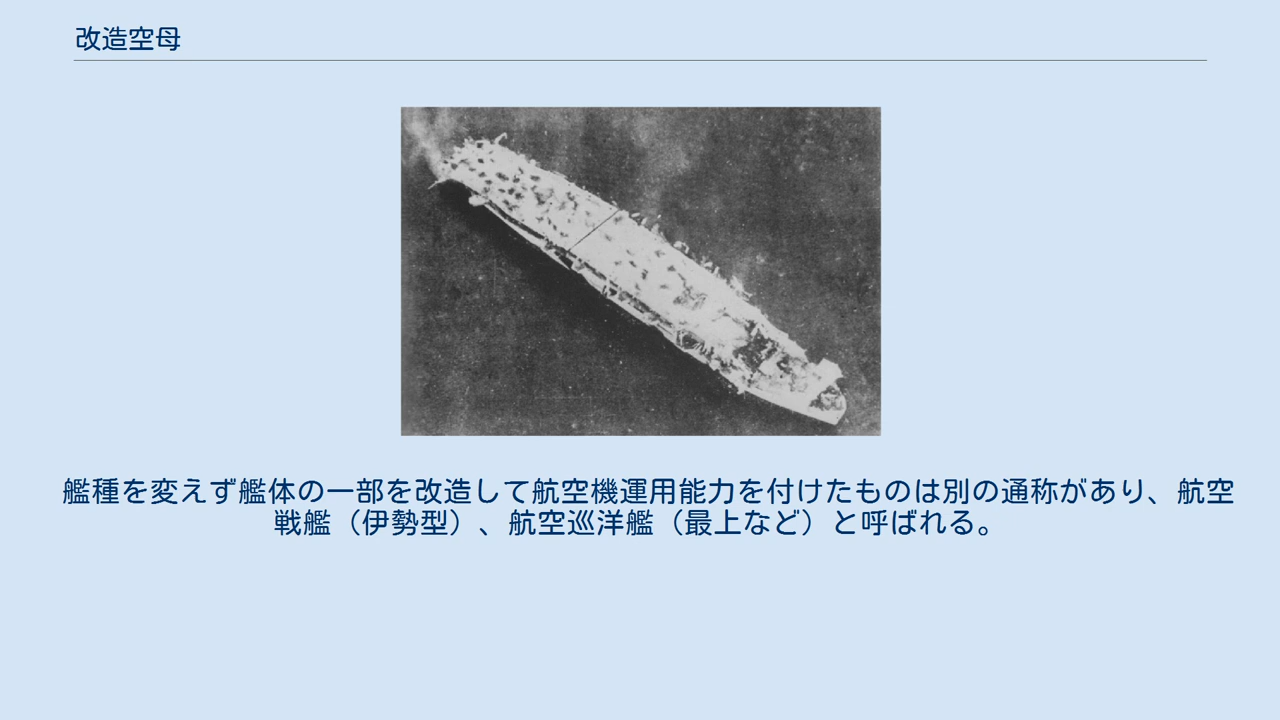 改造空母
艦種を変えず艦体の一部を改造して航空機運用能力を付けたものは別の通称があり、航空
戦艦（伊勢型）、航空巡洋艦（最上など）と呼ばれる。